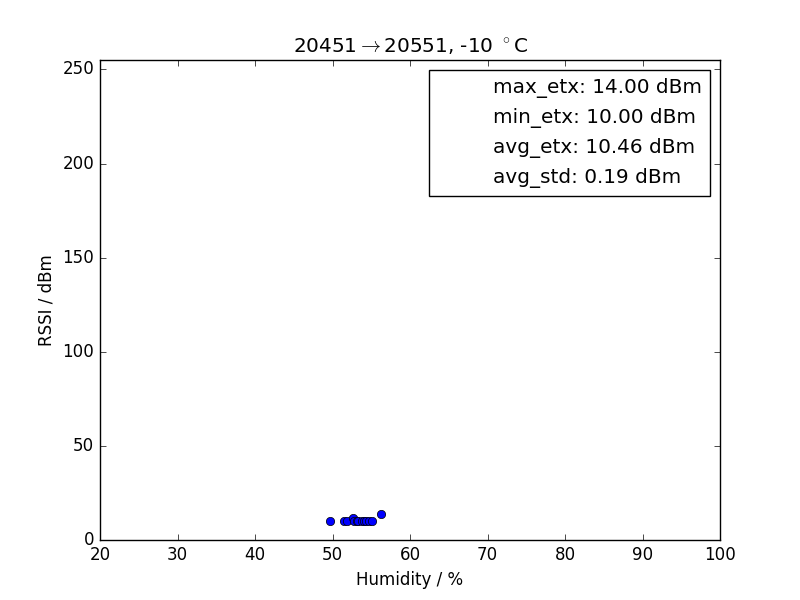 20451→20551, -10 °C
max_etx: 14.00 dBm
min_etx: 10.00 dBm
avg_etx: 10.46 dBm
avg_std: 0.19 dBm
250
200
150
100
50
0
RSSI / dBm
20 30 40 50 60 70 80 90 100
Humidity / %